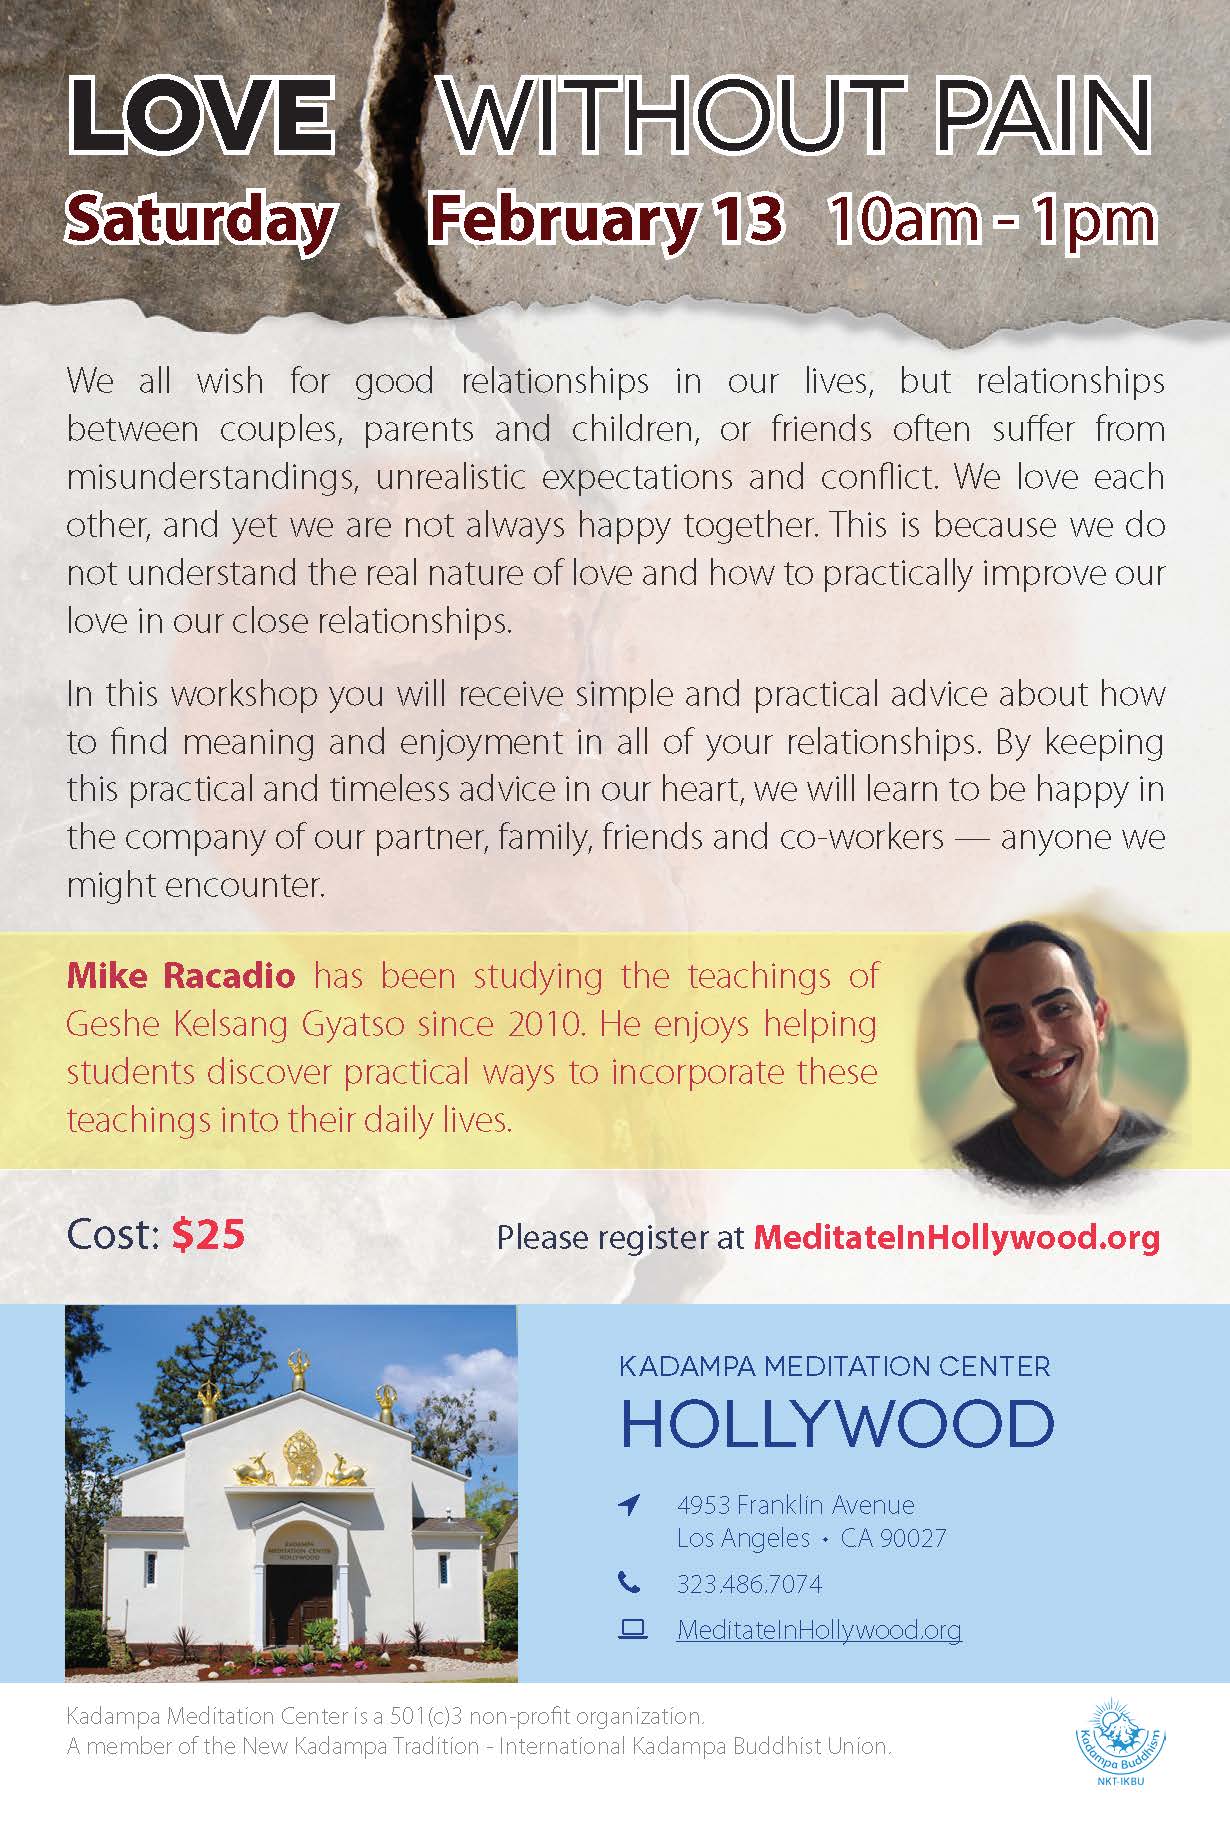 LOVE WITHOUT PAIN
Saturday February 13 10am - 1pm
We all wish for good relationships in our lives, but relationships
between couples, parents and children, or friends often suffer from
misunderstandings, unrealistic expectations and conflict. We love each
other, and yet we are not always happy together. This is because we do
not understand the real nature of love and how to practically improve our
love in our close relationships.
In this workshop you will receive simple and practical advice about how
to find meaning and enjoyment in all of your relationships. By keeping
this practical and timeless advice in our heart, we will learn to be happy in
the company of our partner, family, friends and co-workers — anyone we
might encounter.
Mike Racadio has been studying the teachings of
Geshe Kelsang Gyatso since 2010. He enjoys helping
students discover practical ways to incorporate these
teachings into their daily lives.
Cost: $25
Please register at MeditateInHollywood.org
KADAMPA
MEDITATION CENTER
HOLLYWOOD
KADAMPA MEDITATION CENTER
HOLLYWOOD
4953 Franklin Avenue
Los Angeles • CA 90027
323.486.7074
MeditateInHollywood.org
Kadampa Meditation Center is a 501(c)3 non-profit organization.
A member of the New Kadampa Tradition - International Kadampa Buddhist Union.
Kadampa Buddhism
NKT-IKBU